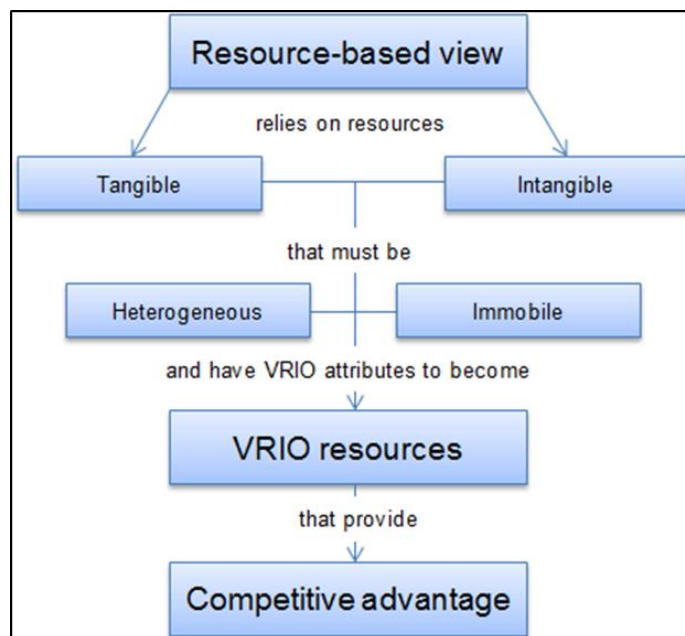 Resource-based view
relies on resources
Tangible
Intangible
that must be
Heterogeneous
Immobile
and have VRIO attributes to become
VRIO resources
that provide
Competitive advantage